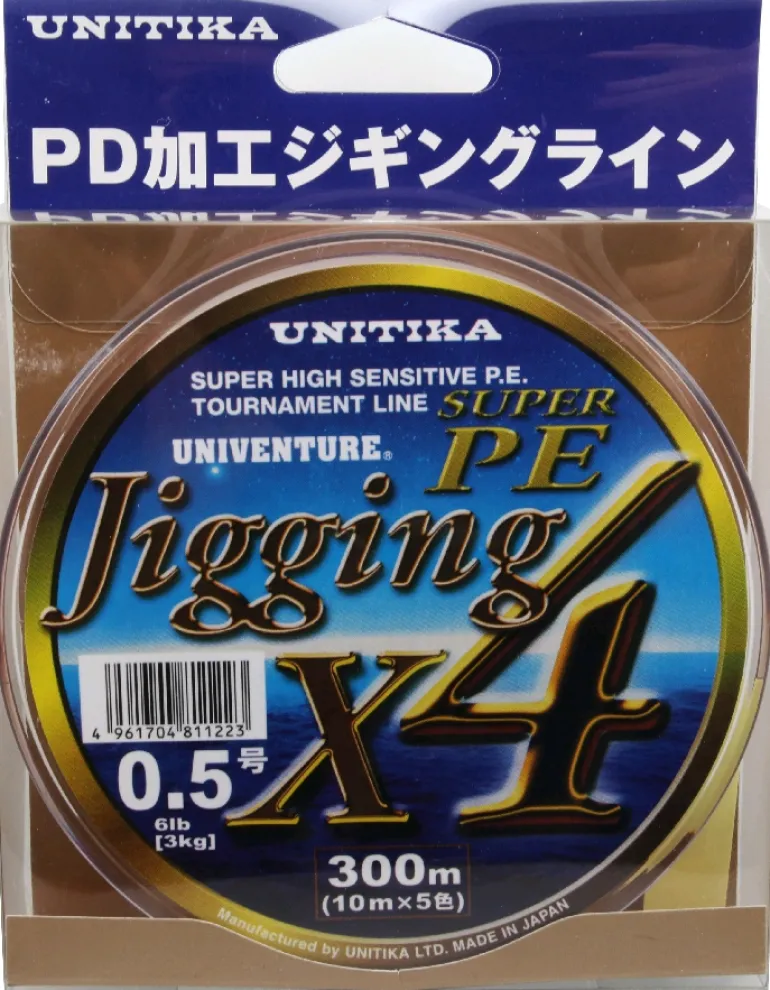 UNITIKA
PD加工ジギングライン
UNITIKA
SUPER HIGH SENSITIVE P.E.
TOURNAMENT LINE
SUPER
PE
UNIVENTURE®
Jigging
X4
4 961704 811223
0.5号
6lb
[3kg]
300m
(10m×5色)
Manufactured by UNITIKA LTD. MADE IN JAPAN